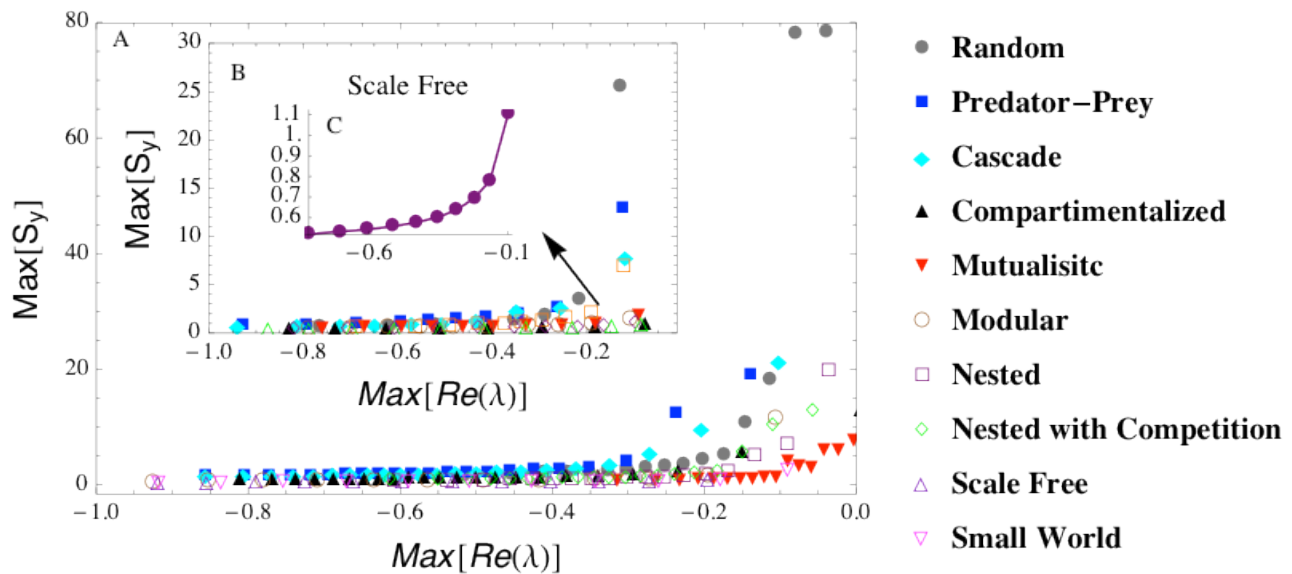 A
80
60
40
20
0
Max[Sy]
−1.0
−0.8
−0.6
−0.4
−0.2
0.0
Max[Re(λ)]
B
30
25
20
15
10
5
0
Max[Sy]
−1.0
−0.8
−0.6
−0.4
−0.2
Max[Re(λ)]
Scale Free
C
1.1
1.
0.9
0.8
0.7
0.6
−0.6
−0.1
Random
Predator−Prey
Cascade
Compartimentalized
Mutualisitc
Modular
Nested
Nested with Competition
Scale Free
Small World